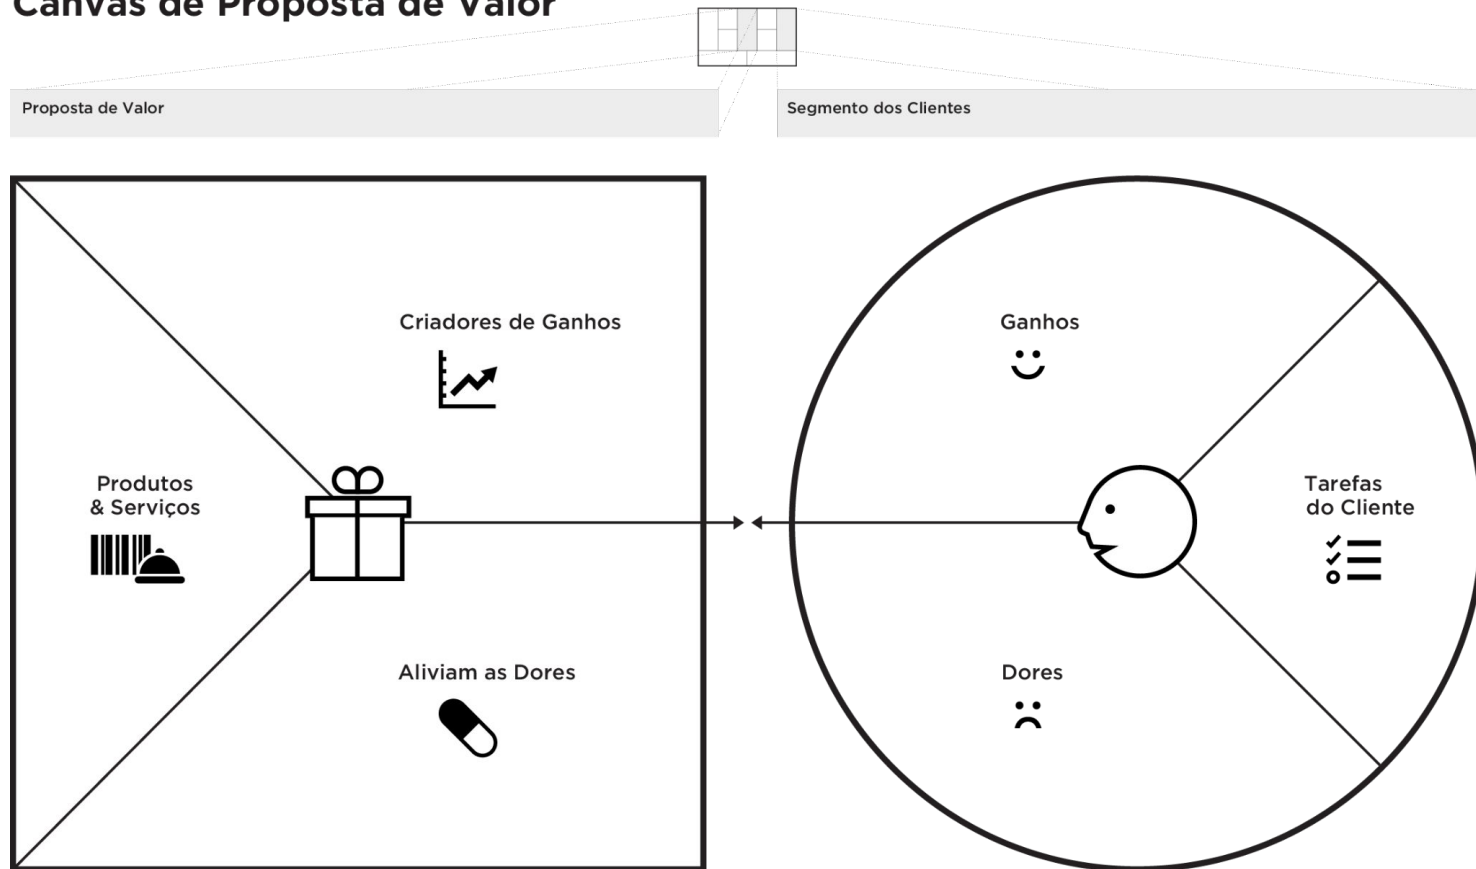 Canvas de Proposta de Valor
Proposta de Valor
Segmento dos Clientes
Criadores de Ganhos
Ganhos
Produtos
& Serviços
Tarefas
do Cliente
Aliviam as Dores
Dores